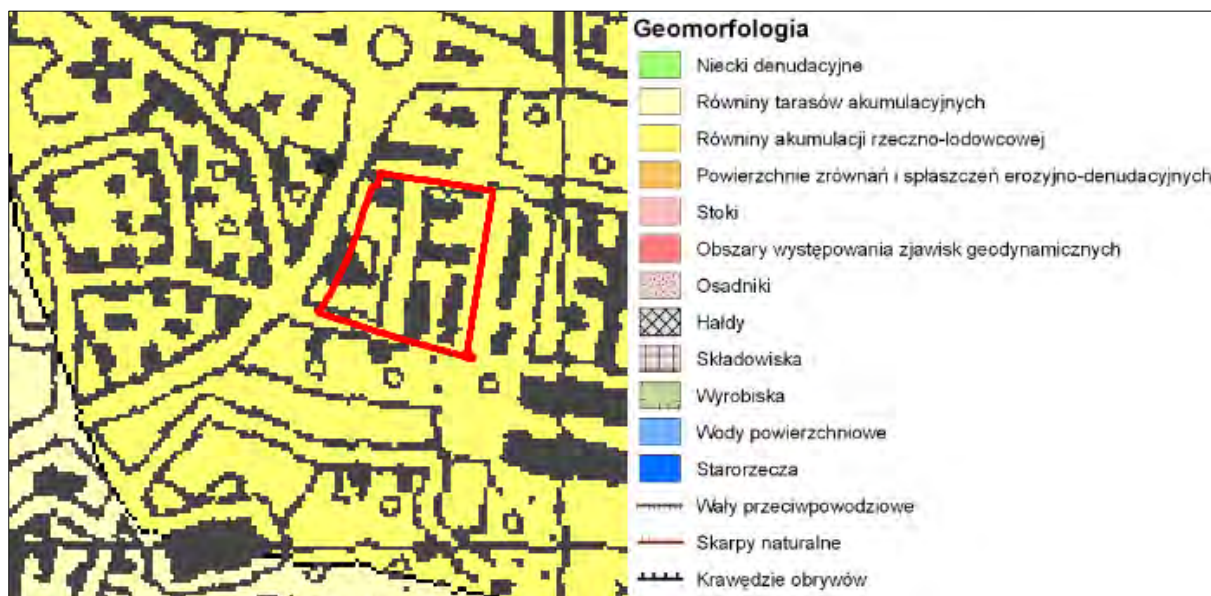 Geomorfologia
Niecki denudacyjne
Równiny tarasów akumulacyjnych
Równiny akumulacji rzeczno-lodowcowej
Powierzchnie zrównań i spłaszczeń erozyjno-denudacyjnych
Stoki
Obszary występowania zjawisk geodynamicznych
Osadniki
Hałdy
Składowiska
Wyrobiska
Wody powierzchniowe
Starorzecza
Wały przeciwpowodziowe
Skarpy naturalne
Krawędzie obrywów